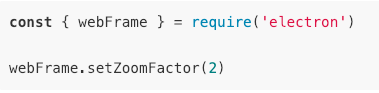 const { webFrame } = require('electron')
webFrame.setZoomFactor(2)